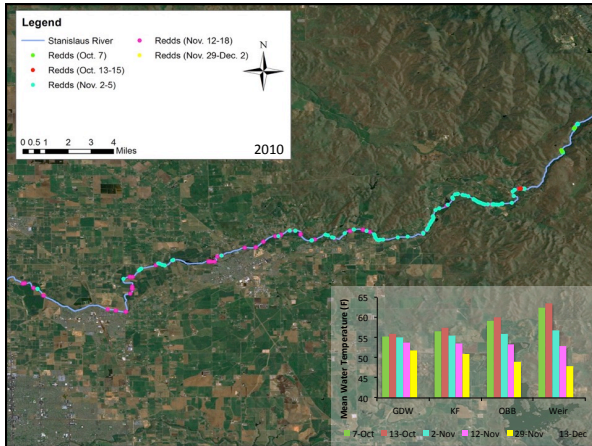 Legend
Stanislaus River
Redds (Oct. 7)
Redds (Oct. 13-15)
Redds (Nov. 2-5)
Redds (Nov. 12-18)
Redds (Nov. 29-Dec. 2)
N
0 0.5 1 2 3 4
Miles
2010
Mean Water Temperature (F)
65
60
55
50
45
40
GDW KF OBB Weir
7-Oct 13-Oct 2-Nov 12-Nov 29-Nov 13-Dec